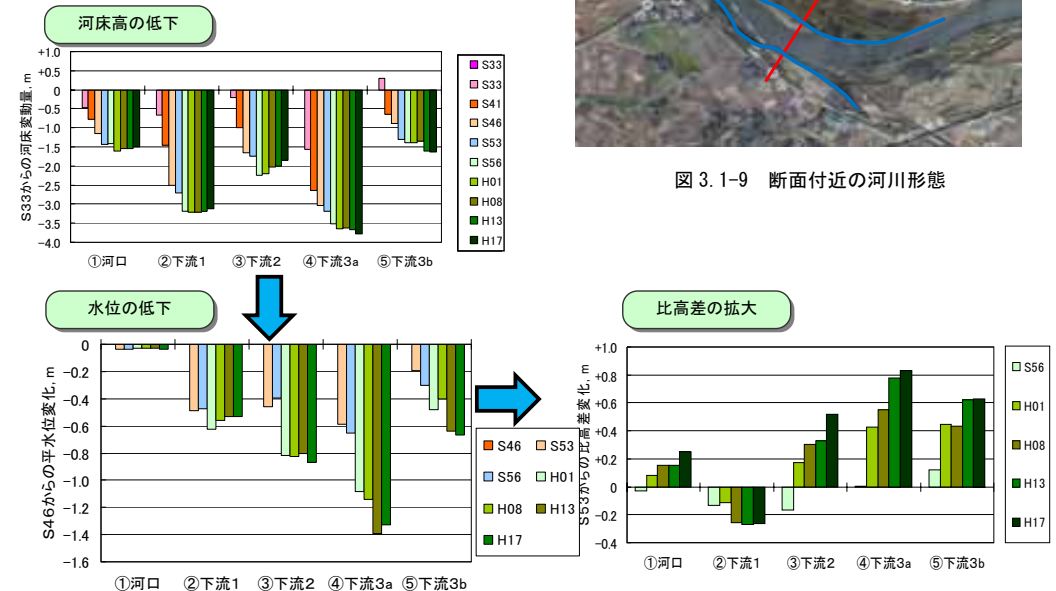 河床高の低下
S33からの河床変動量, m
+1.0
+0.5
0
-0.5
-1.0
-1.5
-2.0
-2.5
-3.0
-3.5
-4.0
①河口 ②下流1 ③下流2 ④下流3a ⑤下流3b
S33
S33
S41
S46
S53
S56
H01
H08
H13
H17
図 3.1-9 断面付近の河川形態
水位の低下
S46からの平水位変化, m
0
-0.2
-0.4
-0.6
-0.8
-1.0
-1.2
-1.4
-1.6
①河口 ②下流1 ③下流2 ④下流3a ⑤下流3b
S46 S53
S56 H01
H08 H13
H17
比高差の拡大
S53からの比高差変化, m
+1.0
+0.8
+0.6
+0.4
+0.2
0
-0.2
-0.4
①河口 ②下流1 ③下流2 ④下流3a ⑤下流3b
S56
H01
H08
H13
H17